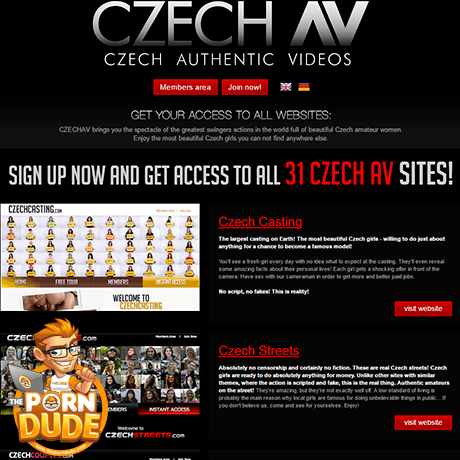 CZECH AV
CZECH AUTHENTIC VIDEOS
Members area
Join now!
GET YOUR ACCESS TO ALL WEBSITES:
CZECHAV brings you the spectacle of the greatest swingers actions in the world full of beautiful Czech amateur women.
Enjoy the most beautiful Czech girls you can not find anywhere else.
SIGN UP NOW AND GET ACCESS TO ALL 31 CZECH AV SITES!
CZECHCASTING.com
HOME
FREE TOUR
MEMBERS
INSTANT ACCESS
WELCOME TO
CZECHCASTING
Czech Casting
The largest casting on Earth! The most beautiful Czech girls - willing to do just about
anything for a chance to become a famous model!
You'll see a fresh girl every day with no idea what to expect at the casting. They'll even reveal
some amazing facts about their personal lives! Each girl gets a shocking offer in front of the
camera: Have sex with our cameraman in order to get more and better paid jobs.
No script, no fakes! This is reality!
visit website
Members Area
Join Now!
MEMBERS
INSTANT ACCESS
CZECHSTREETS.com
THE
PORN
DUDE
Czech Streets
Absolutely no censorship and certainly no fiction. These are real Czech streets! Czech
girls are ready to do absolutely anything for money. Unlike other sites with similar
themes, where the action is scripted and fake, this is the real thing. Authentic amateurs
on the street! They're amazing, but they're not exactly well off. A low standard of living is
probably the main reason why local girls are famous for doing unbelievable things in public... If
you don't believe us, come and see for yourselves. Enjoy!
visit website